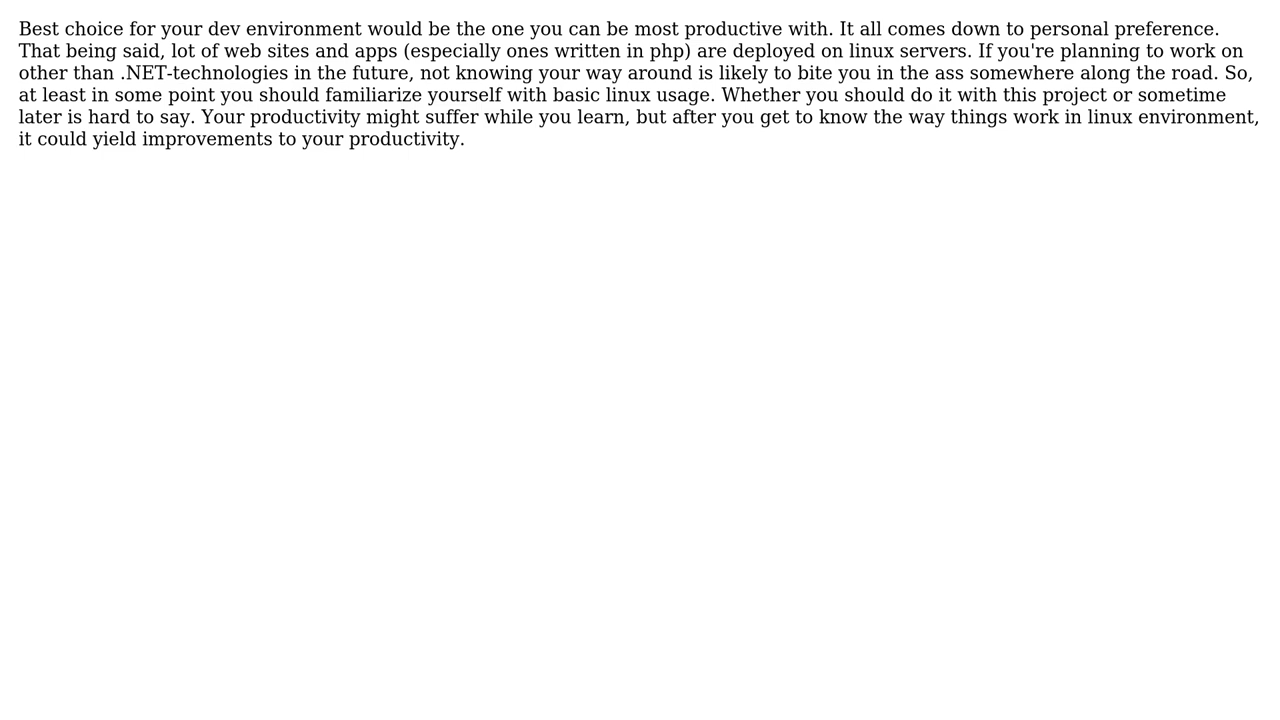 Best choice for your dev environment would be the one you can be most productive with. It all comes down to personal preference.
That being said, lot of web sites and apps (especially ones written in php) are deployed on linux servers. If you're planning to work on
other than .NET-technologies in the future, not knowing your way around is likely to bite you in the ass somewhere along the road. So,
at least in some point you should familiarize yourself with basic linux usage. Whether you should do it with this project or sometime
later is hard to say. Your productivity might suffer while you learn, but after you get to know the way things work in linux environment,
it could yield improvements to your productivity.